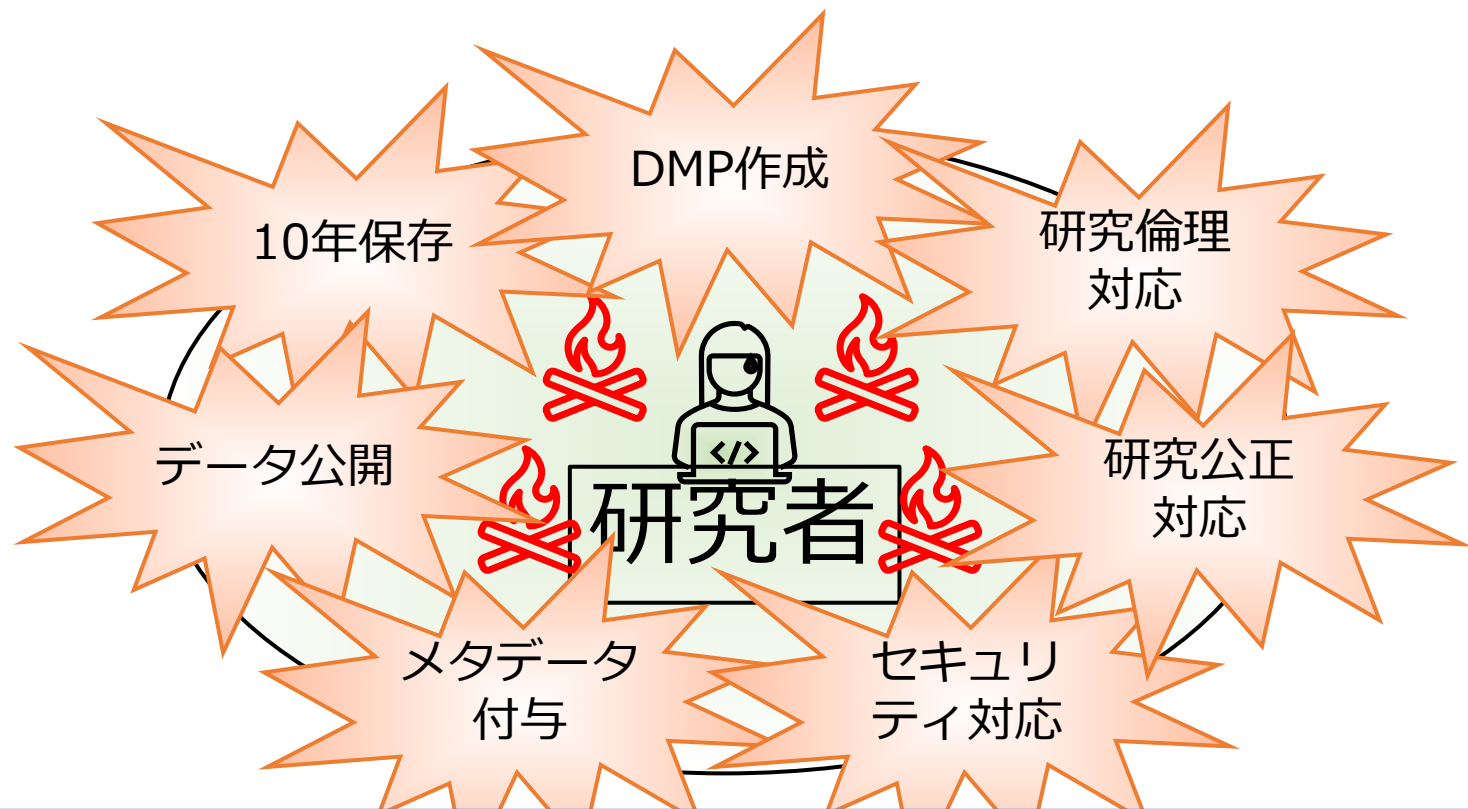 DMP作成
10年保存
研究倫理
対応
データ公開
</>
研究公正
対応
研究者
メタデータ
付与
セキュリ
ティ対応